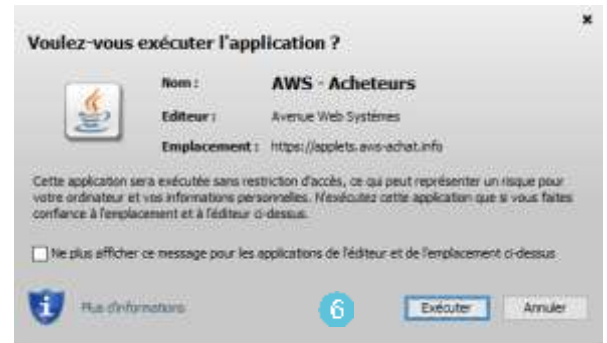 Voulez-vous exécuter l'application ?
Nom : AWS - Acheteurs
Editeur : Avenue Web Systèmes
Emplacement : https://applets.aws-achat.info
Cette application sera exécutée sans restriction d'accès, ce qui peut représenter un risque pour
votre ordinateur et vos informations personnelles. N'exécutez cette application que si vous faites
confiance à l'emplacement et à l'éditeur ci-dessus.
Ne plus afficher ce message pour les applications de l'éditeur et de l'emplacement ci-dessus
Plus d'informations 6 Exécuter Annuler